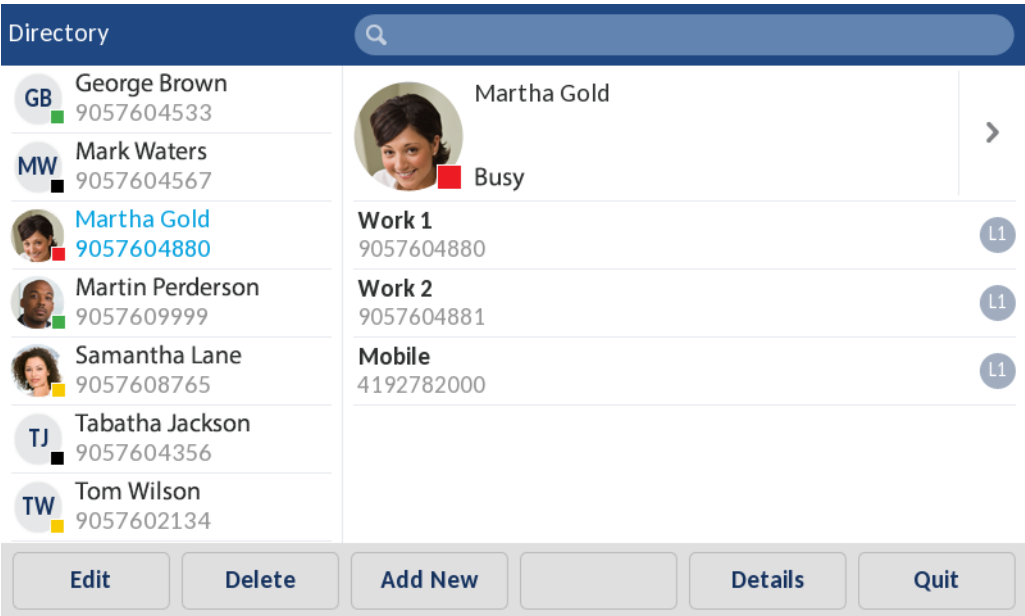 Directory
GB
George Brown
9057604533
MW
Mark Waters
9057604567
Martha Gold
9057604880
Martin Perderson
9057609999
Samantha Lane
9057608765
TJ
Tabatha Jackson
9057604356
TW
Tom Wilson
9057602134
Martha Gold
Busy
Work 1
9057604880
L1
Work 2
9057604881
L1
Mobile
4192782000
L1
Edit
Delete
Add New
Details
Quit